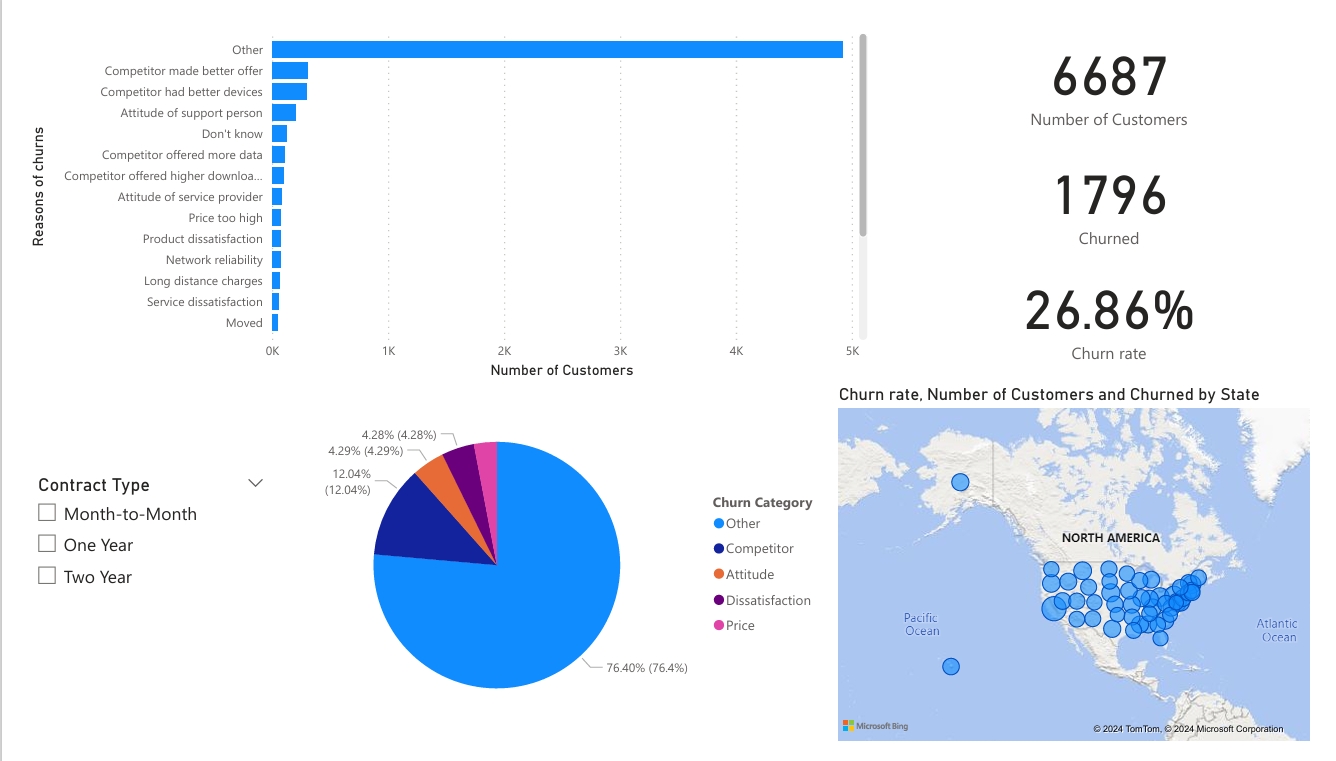 Reasons of churns
Other
Competitor made better offer
Competitor had better devices
Attitude of support person
Don't know
Competitor offered more data
Competitor offered higher downloa...
Attitude of service provider
Price too high
Product dissatisfaction
Network reliability
Long distance charges
Service dissatisfaction
Moved
0K 1K 2K 3K 4K 5K
Number of Customers
6687
Number of Customers
1796
Churned
26.86%
Churn rate
Contract Type
Month-to-Month
One Year
Two Year
4.28% (4.28%)
4.29% (4.29%)
12.04%
(12.04%)
76.40% (76.4%)
Churn Category
Other
Competitor
Attitude
Dissatisfaction
Price
Churn rate, Number of Customers and Churned by State
NORTH AMERICA
Pacific
Ocean
Atlantic
Ocean
Microsoft Bing
© 2024 TomTom, © 2024 Microsoft Corporation